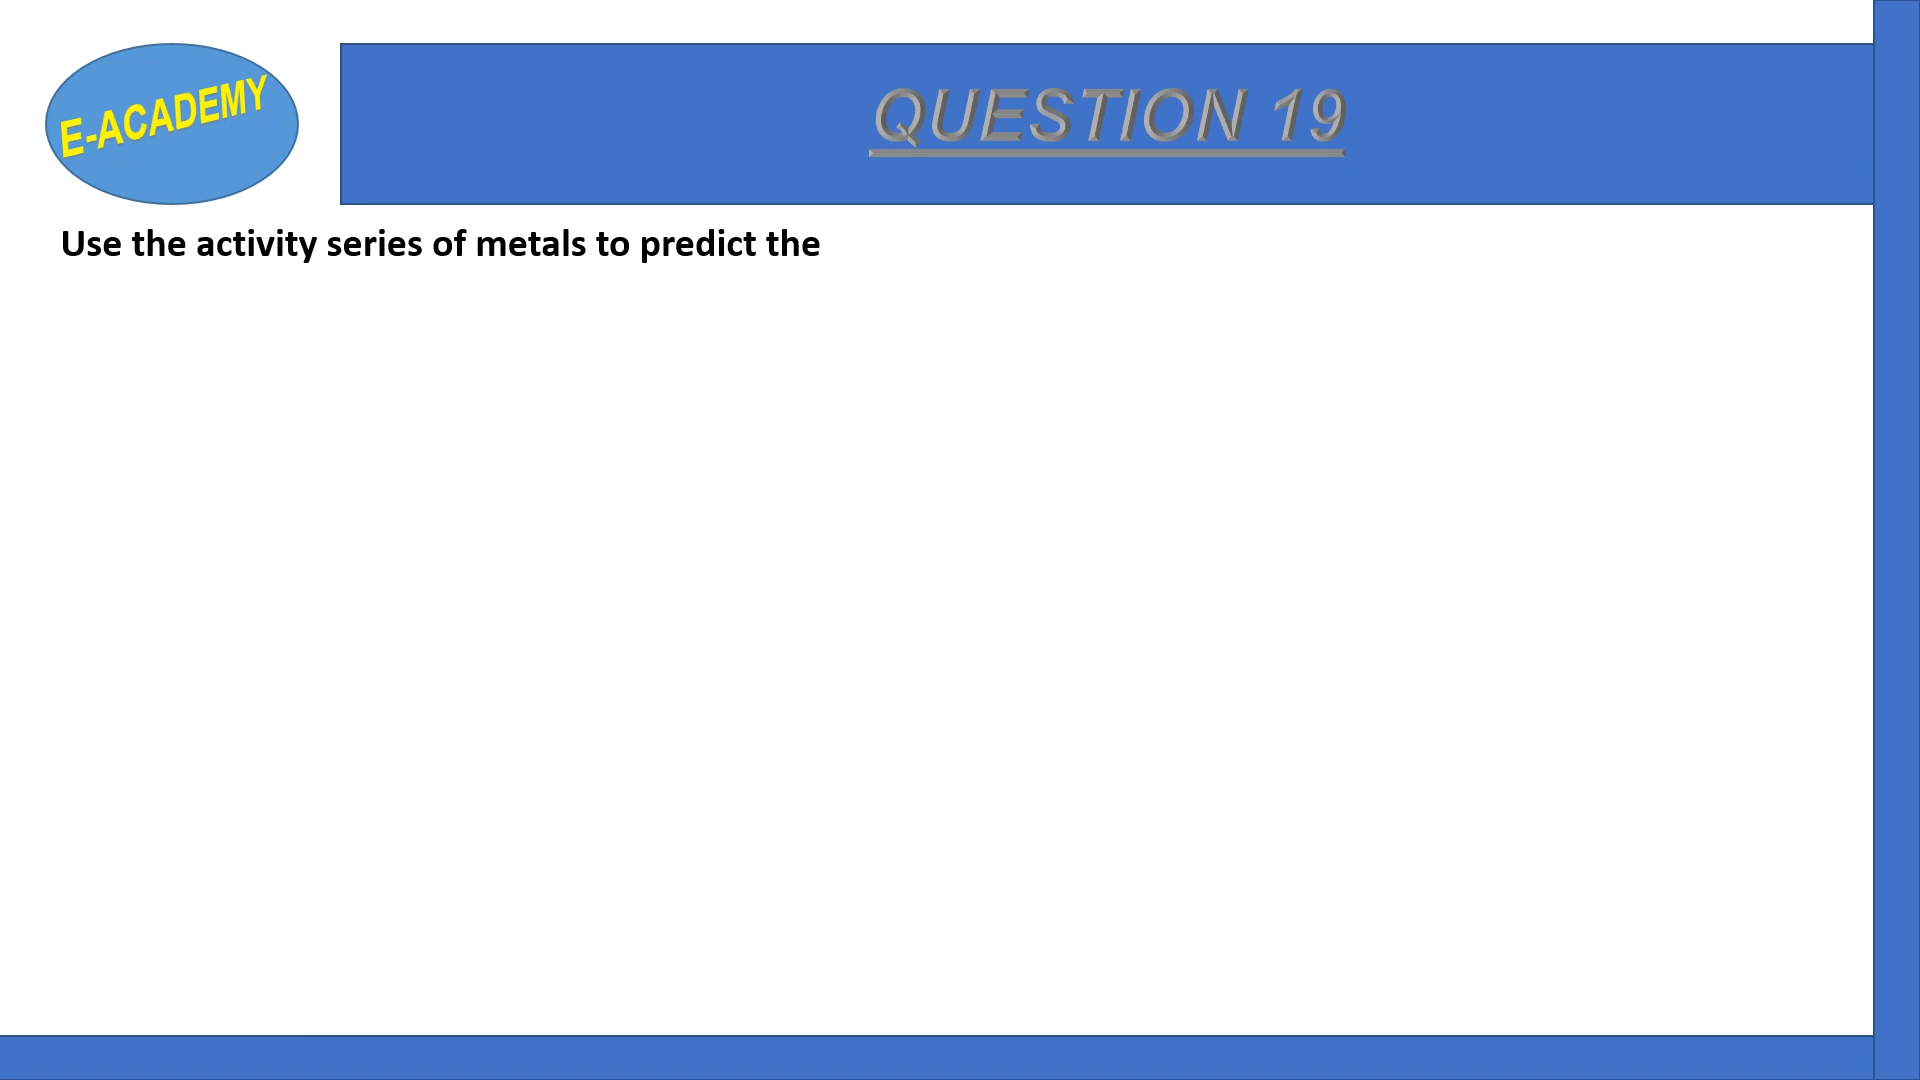 E-ACADEMY
QUESTION 19
Use the activity series of metals to predict the